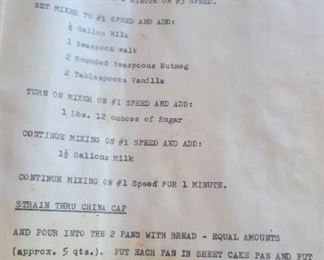 MINUTE ON #3 SPEED.
SET MIXER TO #1 SPEED AND ADD:
½ Gallon Milk
1 teaspoon salt
2 Rounded teaspoons Nutmeg
2 Tablespoons Vanilla
TURN ON MIXER ON #1 SPEED AND ADD:
1 Lbs. 12 ounces of Sugar
CONTINUE MIXING ON #1 SPEED AND ADD:
1½ Gallons Milk
CONTINUE MIXING ON #1 Speed FOR 1 MINUTE.
STRAIN THRU CHINA CAP
AND POUR INTO THE 2 PANS WITH BREAD - EQUAL AMOUNTS
(approx. 5 qts.). PUT EACH PAN IN SHEET CAKE PAN AND PUT